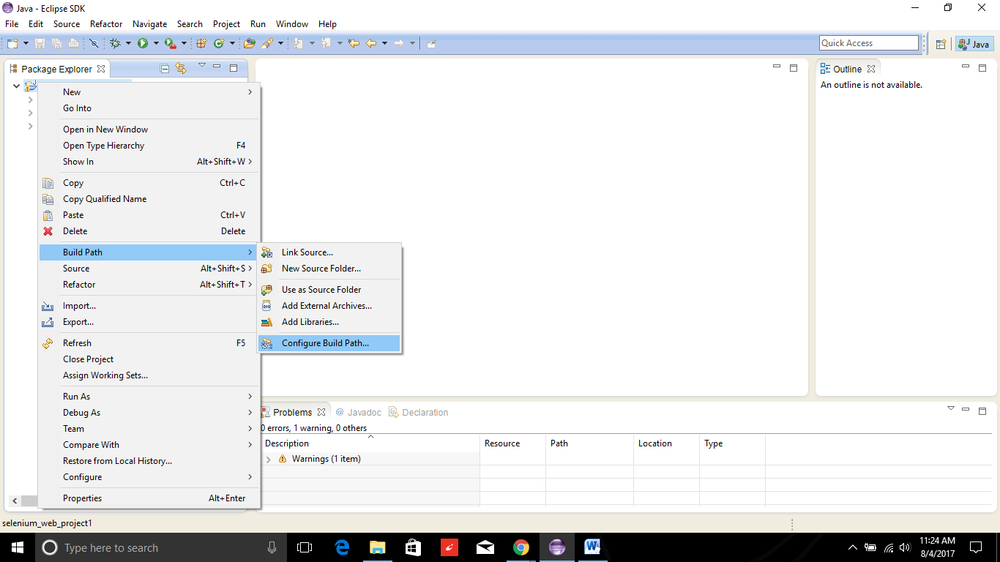 Java - Eclipse SDK
File Edit Source Refactor Navigate Search Project Run Window Help
Quick Access
Java
Package Explorer
New
Go Into
Open in New Window
Open Type Hierarchy F4
Show In Alt+Shift+W
Copy Ctrl+C
Copy Qualified Name
Paste Ctrl+V
Delete Delete
Build Path
Source Alt+Shift+S
Refactor Alt+Shift+T
Import...
Export...
Refresh F5
Close Project
Assign Working Sets...
Run As
Debug As
Team
Compare With
Restore from Local History...
Configure
Properties Alt+Enter
Link Source...
New Source Folder...
Use as Source Folder
Add External Archives...
Add Libraries...
Configure Build Path...
Outline
An outline is not available.
Problems @ Javadoc Declaration
0 errors, 1 warning, 0 others
Description Resource Path Location Type
Warnings (1 item)
selenium_web_project1
Type here to search
11:24 AM
8/4/2017